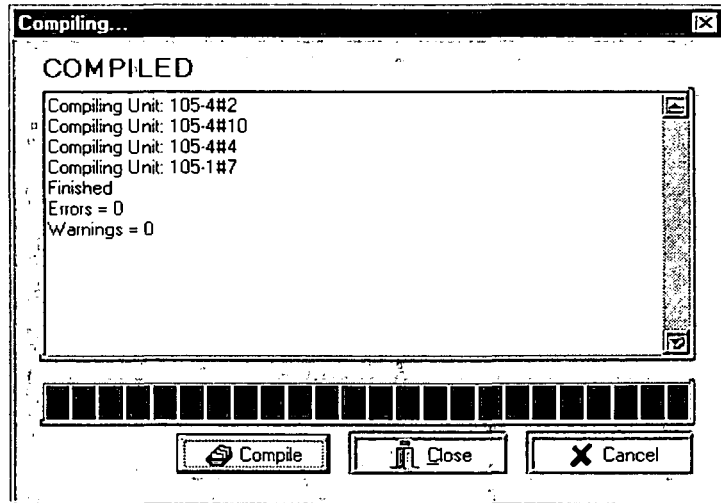 Compiling...
COMPILED
Compiling Unit: 105-4#2
Compiling Unit: 105-4#10
Compiling Unit: 105-4#4
Compiling Unit: 105-1#7
Finished
Errors = 0
Warnings = 0
Compile Close Cancel